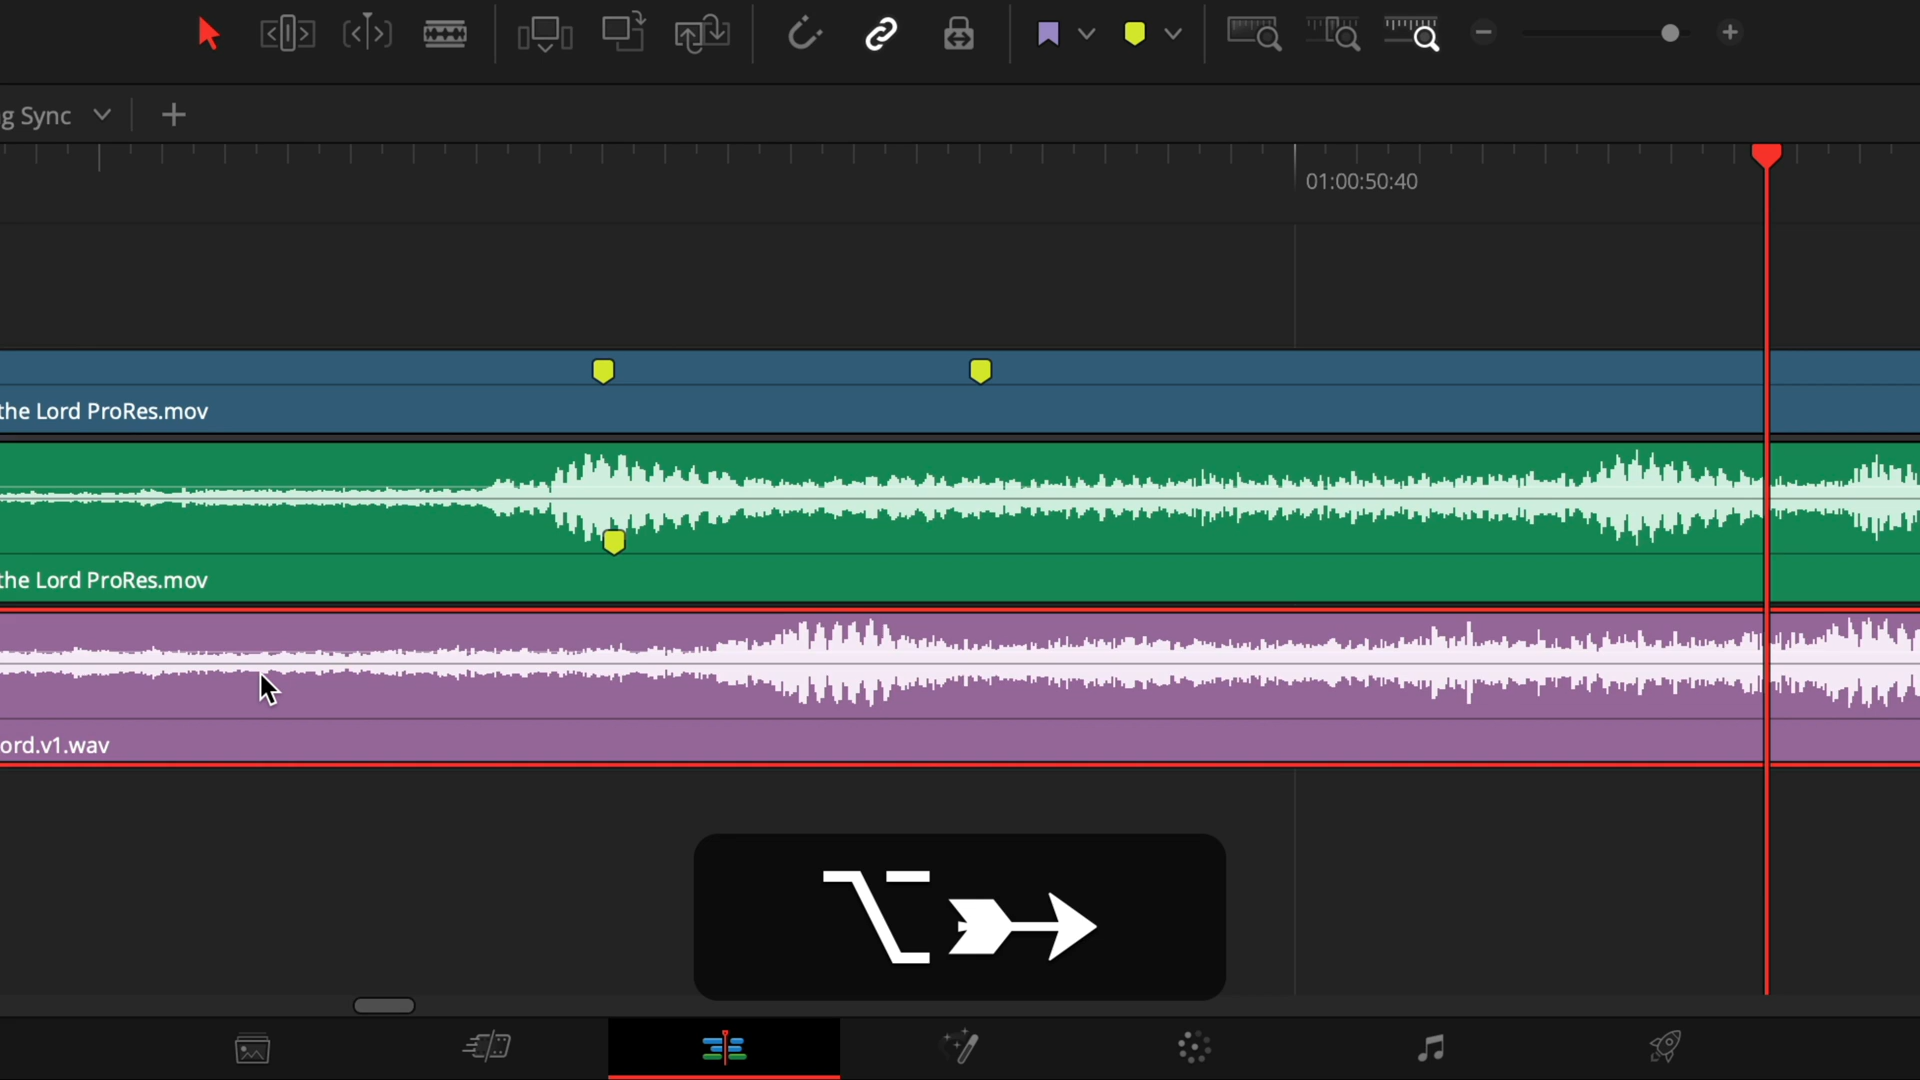 g Sync
01:00:50:40
the Lord ProRes.mov
the Lord ProRes.mov
ord.v1.wav